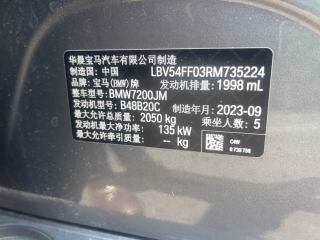 华晨宝马汽车有限公司制造
制造国:中国 LBV54FF03RM735224
品牌:宝马(BMW)牌 发动机排量:1998 mL
整车型号:BMW7200JM
发动机型号:B48B20C 制造年月:2023-09
最大允许总质量:2050 kg 乘坐人数:5
发动机最大净功率:135 kW
最大允许牵引质量:-- kg